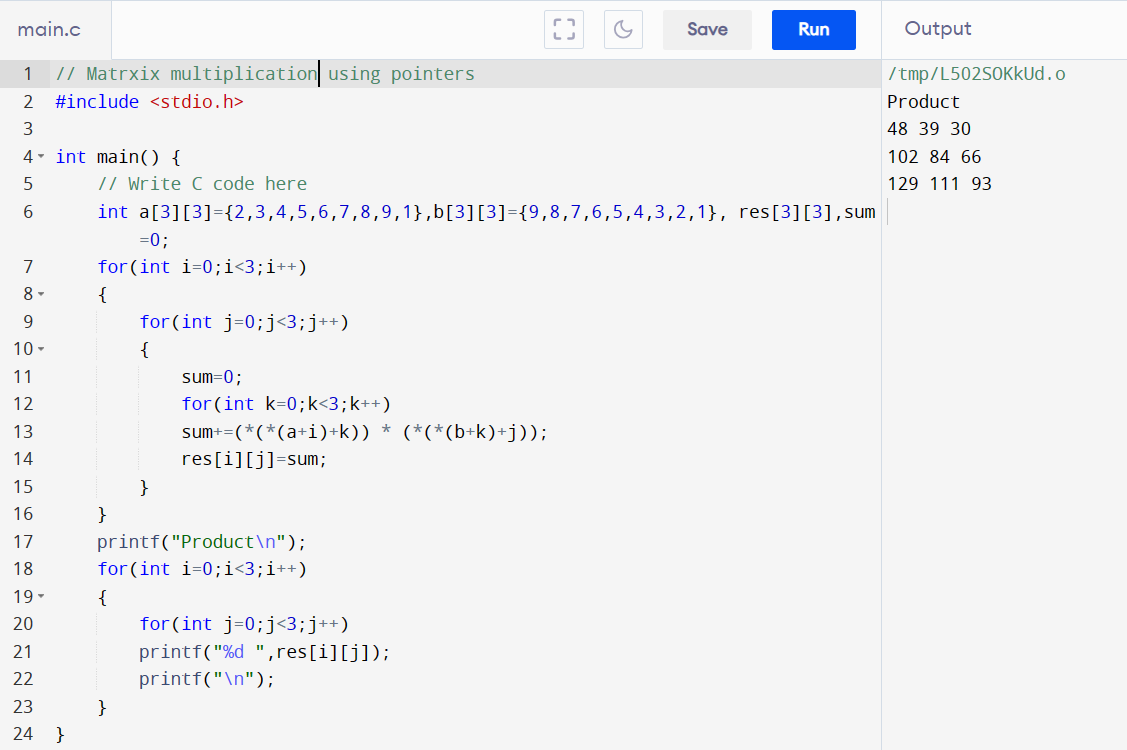 main.c
Save
Run
Output
1 // Matrxix multiplication using pointers
2 #include <stdio.h>
3
4 int main() {
5     // Write C code here
6     int a[3][3]={2,3,4,5,6,7,8,9,1},b[3][3]={9,8,7,6,5,4,3,2,1}, res[3][3],sum
        =0;
7     for(int i=0;i<3;i++)
8     {
9         for(int j=0;j<3;j++)
10         {
11             sum=0;
12             for(int k=0;k<3;k++)
13             sum+=(*(*(a+i)+k)) * (*(*(b+k)+j));
14             res[i][j]=sum;
15         }
16     }
17     printf("Product\n");
18     for(int i=0;i<3;i++)
19     {
20         for(int j=0;j<3;j++)
21         printf("%d ",res[i][j]);
22         printf("\n");
23     }
24 }
/tmp/L5O2SOKkUd.o
Product
48 39 30
102 84 66
129 111 93